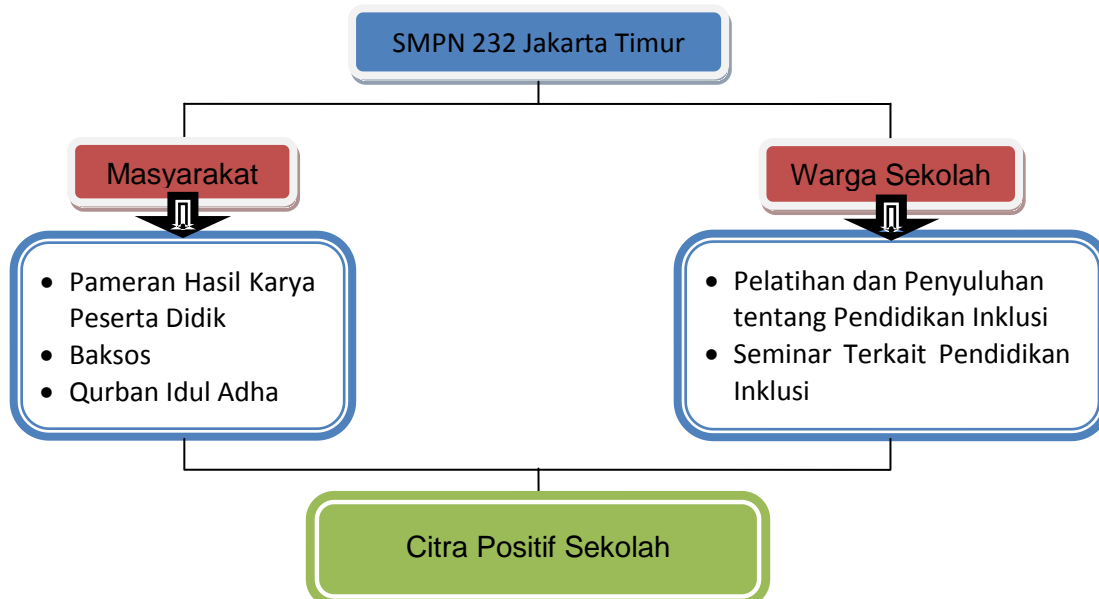 SMPN 232 Jakarta Timur
Masyarakat
Warga Sekolah
• Pameran Hasil Karya
Peserta Didik
• Baksos
• Qurban Idul Adha
• Pelatihan dan Penyuluhan
tentang Pendidikan Inklusi
• Seminar Terkait Pendidikan
Inklusi
Citra Positif Sekolah